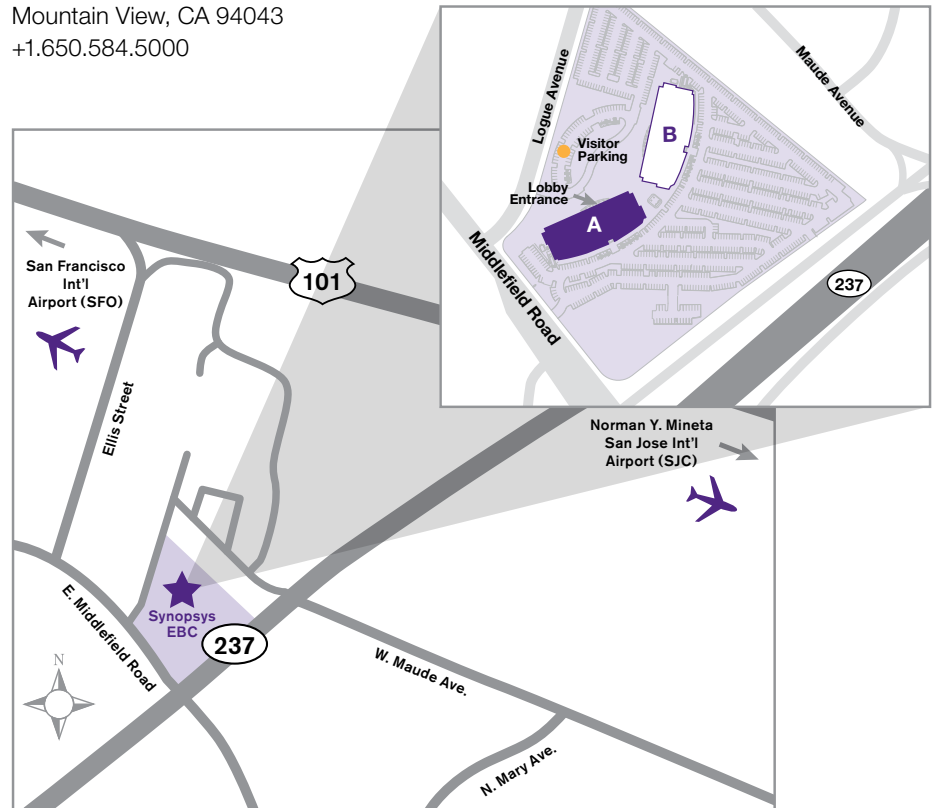 Mountain View, CA 94043
+1.650.584.5000
Logue Avenue
Maude Avenue
B
Visitor
Parking
Lobby
Entrance
A
Middlefield Road
237
San Francisco
Int'l
Airport (SFO)
101
Ellis Street
Norman Y. Mineta
San Jose Int'l
Airport (SJC)
Synopsys
EBC
237
E. Middlefield Road
N
W. Maude Ave.
N. Mary Ave.